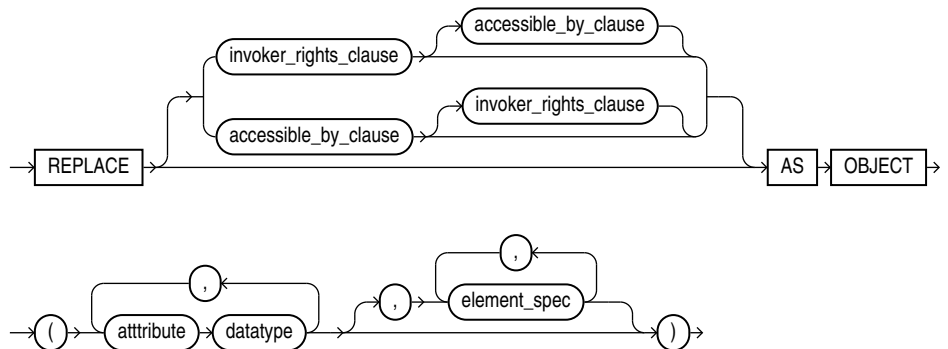 accessible_by_clause
invoker_rights_clause
invoker_rights_clause
accessible_by_clause
REPLACE AS OBJECT
, ,
, element_spec
( atttribute datatype )